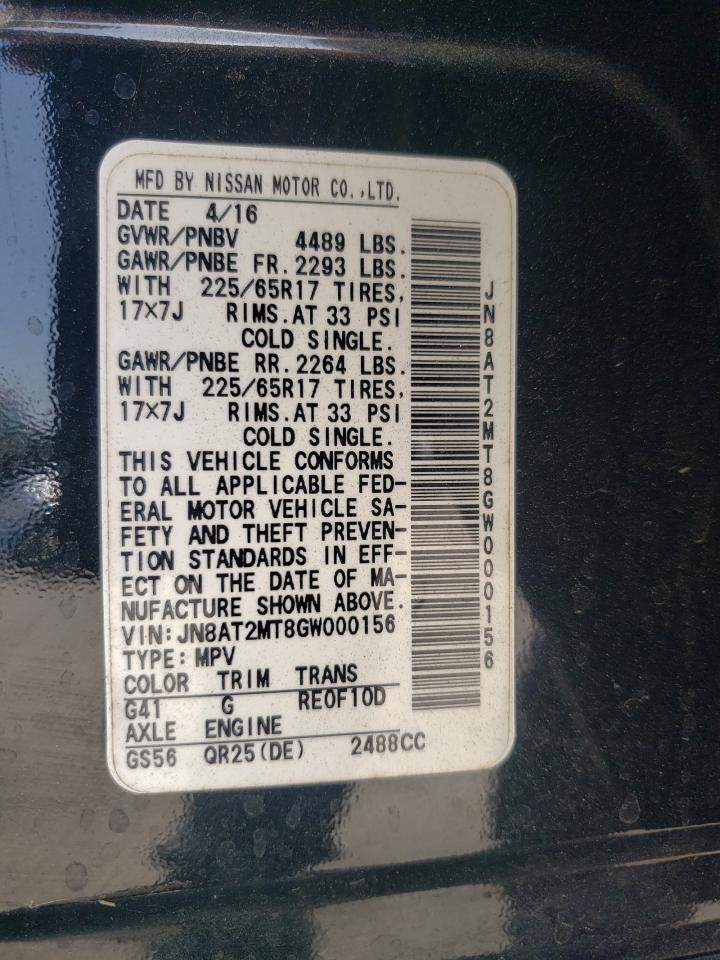 MFD BY NISSAN MOTOR CO.,LTD.
DATE 4/16
GVWR/PNBV 4489 LBS.
GAWR/PNBE FR.2293 LBS.
WITH 225/65R17 TIRES,
17×7J RIMS.AT 33 PSI
COLD SINGLE.
GAWR/PNBE RR.2264 LBS.
WITH 225/65R17 TIRES,
17×7J RIMS.AT 33 PSI
COLD SINGLE.
THIS VEHICLE CONFORMS
TO ALL APPLICABLE FED-
ERAL MOTOR VEHICLE SA-
FETY AND THEFT PREVEN-
TION STANDARDS IN EFF-
ECT ON THE DATE OF MA-
NUFACTURE SHOWN ABOVE.
VIN:JN8AT2MT8GW000156
TYPE:MPV
COLOR TRIM TRANS
G41 G RE0F10D
AXLE ENGINE
GS56 QR25(DE) 2488CC
JN8AT2MT8GW000156